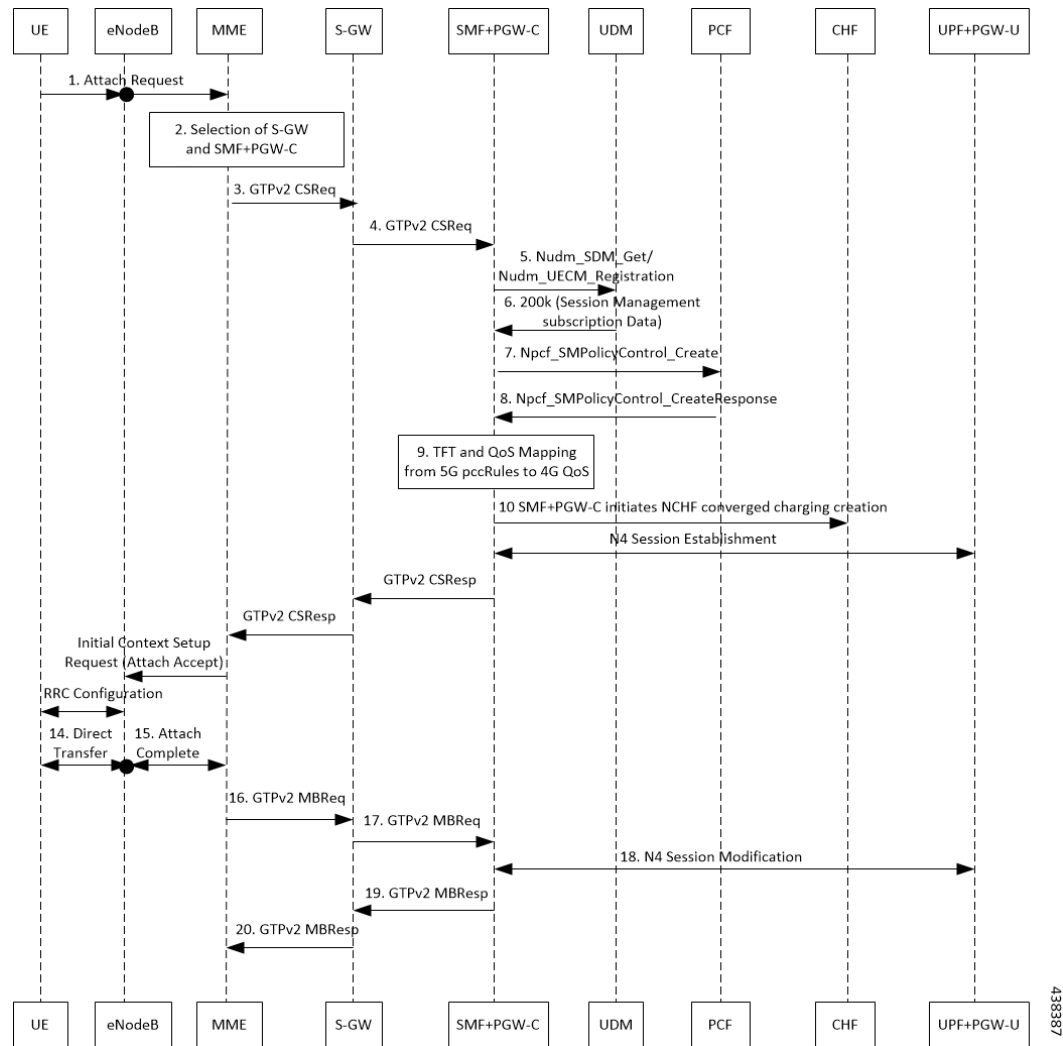 UE
eNodeB
MME
S-GW
SMF+PGW-C
UDM
PCF
CHF
UPF+PGW-U
1. Attach Request
2. Selection of S-GW
and SMF+PGW-C
3. GTPv2 CSReq
4. GTPv2 CSReq
5. Nudm_SDM_Get/
Nudm_UECM_Registration
6. 200k (Session Management
subscription Data)
7. Npcf_SMPolicyControl_Create
8. Npcf_SMPolicyControl_CreateResponse
9. TFT and QoS Mapping
from 5G pccRules to 4G QoS
10 SMF+PGW-C initiates NCHF converged charging creation
N4 Session Establishment
GTPv2 CSResp
GTPv2 CSResp
Initial Context Setup
Request (Attach Accept)
RRC Configuration
14. Direct
Transfer
15. Attach
Complete
16. GTPv2 MBReq
17. GTPv2 MBReq
18. N4 Session Modification
19. GTPv2 MBResp
20. GTPv2 MBResp
UE
eNodeB
MME
S-GW
SMF+PGW-C
UDM
PCF
CHF
UPF+PGW-U
438387